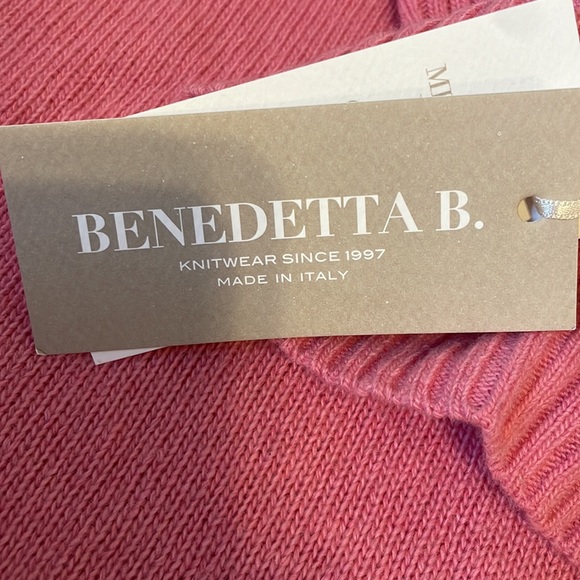 BENEDETTA B.
KNITWEAR SINCE 1997
MADE IN ITALY